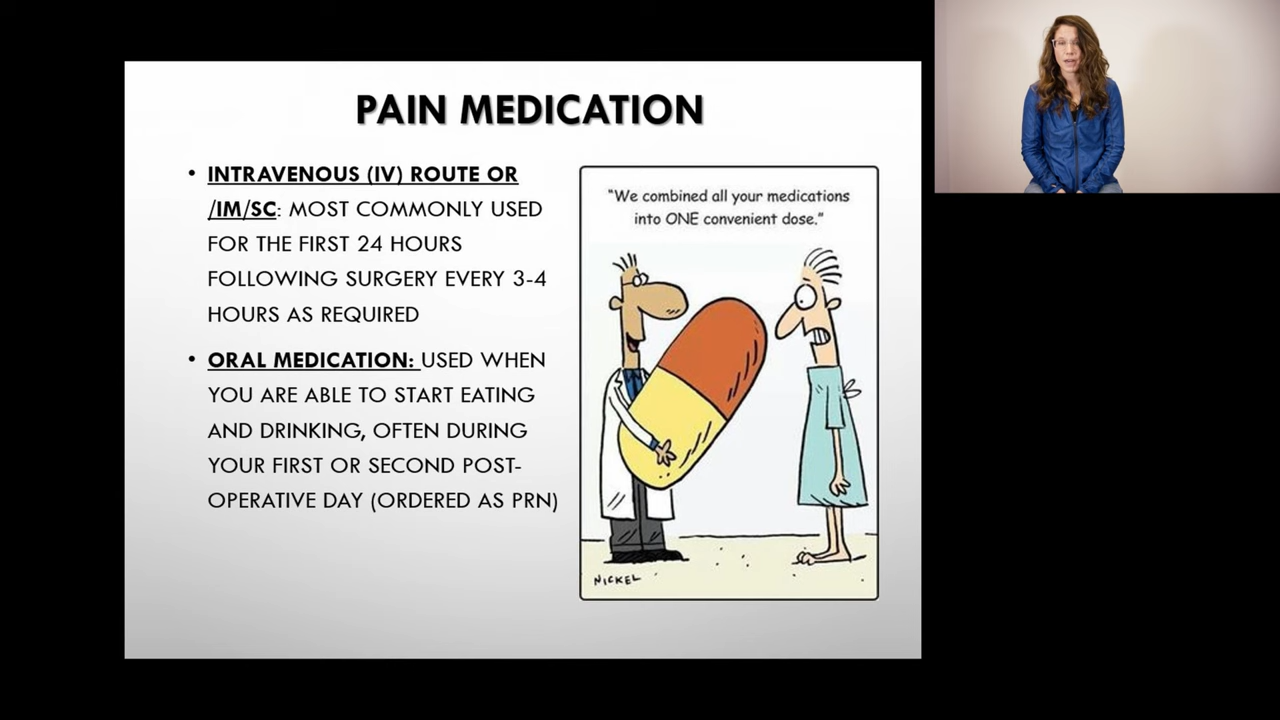 PAIN MEDICATION
• INTRAVENOUS (IV) ROUTE OR
/IM/SC: MOST COMMONLY USED
FOR THE FIRST 24 HOURS
FOLLOWING SURGERY EVERY 3-4
HOURS AS REQUIRED
• ORAL MEDICATION: USED WHEN
YOU ARE ABLE TO START EATING
AND DRINKING, OFTEN DURING
YOUR FIRST OR SECOND POST-
OPERATIVE DAY (ORDERED AS PRN)
"We combined all your medications
into ONE convenient dose."
NICKEL